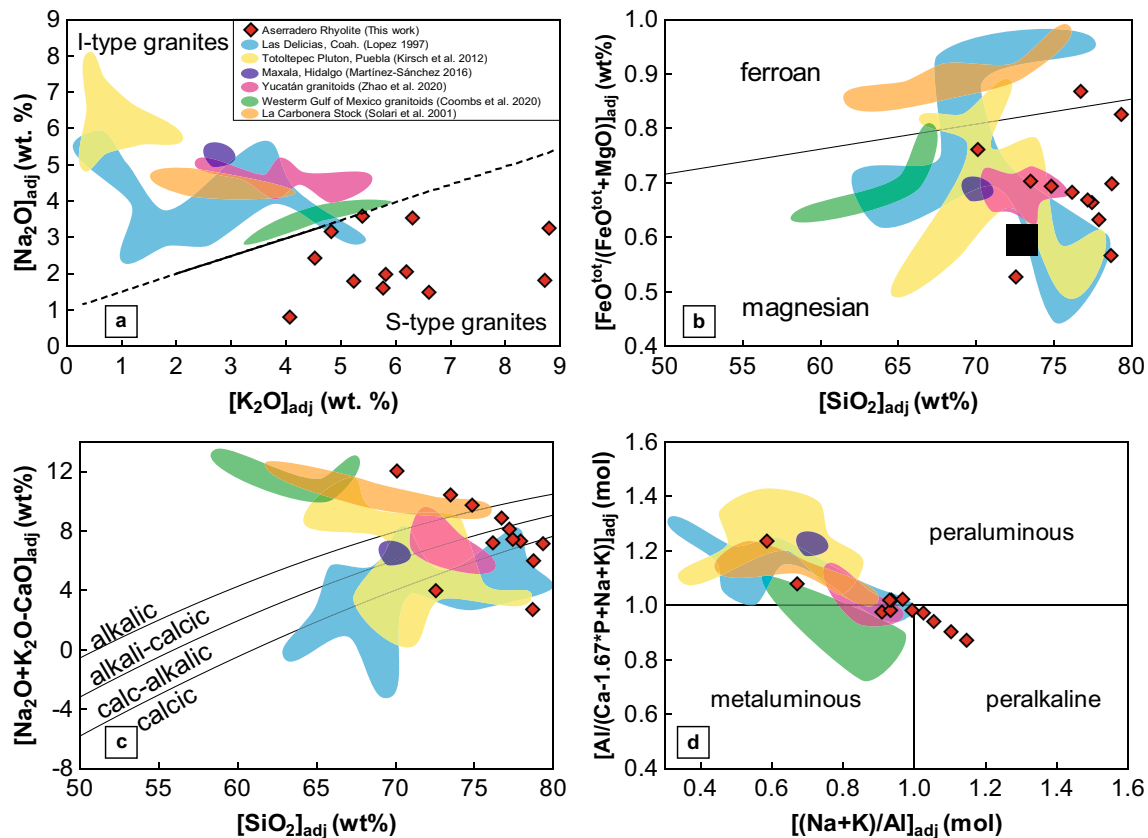 I-type granites
Aserradero Rhyolite (This work)
Las Delicias, Coah. (Lopez 1997)
Totoltepec Pluton, Puebla (Kirsch et al. 2012)
Maxala, Hidalgo (Martínez-Sánchez 2016)
Yucatán granitoids (Zhao et al. 2020)
Westerm Gulf of Mexico granitoids (Coombs et al. 2020)
La Carbonera Stock (Solari et al. 2001)
S-type granites
a
9
8
7
6
5
4
3
2
1
0
[Na₂O]adj (wt. %)
0 1 2 3 4 5 6 7 8 9
[K₂O]adj (wt. %)
ferroan
magnesian
b
1.0
0.9
0.8
0.7
0.6
0.5
0.4
[FeOᵗᵒᵗ/(FeOᵗᵒᵗ+MgO)]adj (wt%)
50 55 60 65 70 75 80
[SiO₂]adj (wt%)
alkalic
alkali-calcic
calc-alkalic
calcic
c
12
8
4
0
-4
-8
[Na₂O+K₂O-CaO]adj (wt%)
50 55 60 65 70 75 80
[SiO₂]adj (wt%)
peraluminous
metaluminous
peralkaline
d
1.6
1.4
1.2
1.0
0.8
0.6
0.4
[Al/(Ca-1.67*P+Na+K)]adj (mol)
0.4 0.6 0.8 1.0 1.2 1.4 1.6
[(Na+K)/Al]adj (mol)